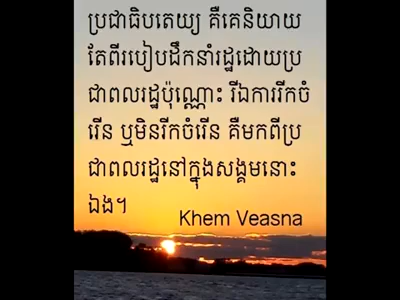 ប្រជាធិបតេយ្យ គឺគេនិយាយ
តែពីរបៀបដឹកនាំរដ្ឋដោយប្រ
ជាពលរដ្ឋប៉ុណ្ណោះ រីឯការរីកចំ
រើន ឬមិនរីកចំរើន គឺមកពីប្រ
ជាពលរដ្ឋនៅក្នុងសង្គមនោះ
ឯង។
Khem Veasna